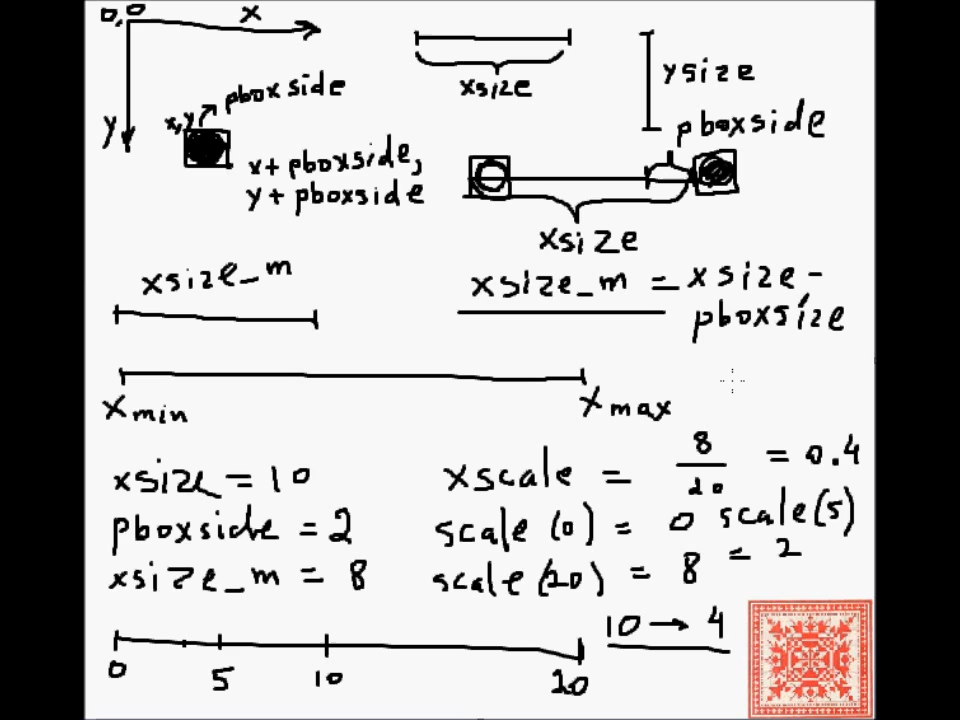 0,0 x
xsize
ysize
pboxside
x,y
y
pboxside
x + pboxside,
y + pboxside
xsize
xsize_m
xsize_m = xsize -
pboxsize
xmin
xmax
xsize = 10
xscale = 8/20 = 0.4
pboxside = 2
scale(0) = 0
scale(5)
= 2
xsize_m = 8
scale(20) = 8
10 → 4
0 5 10 20